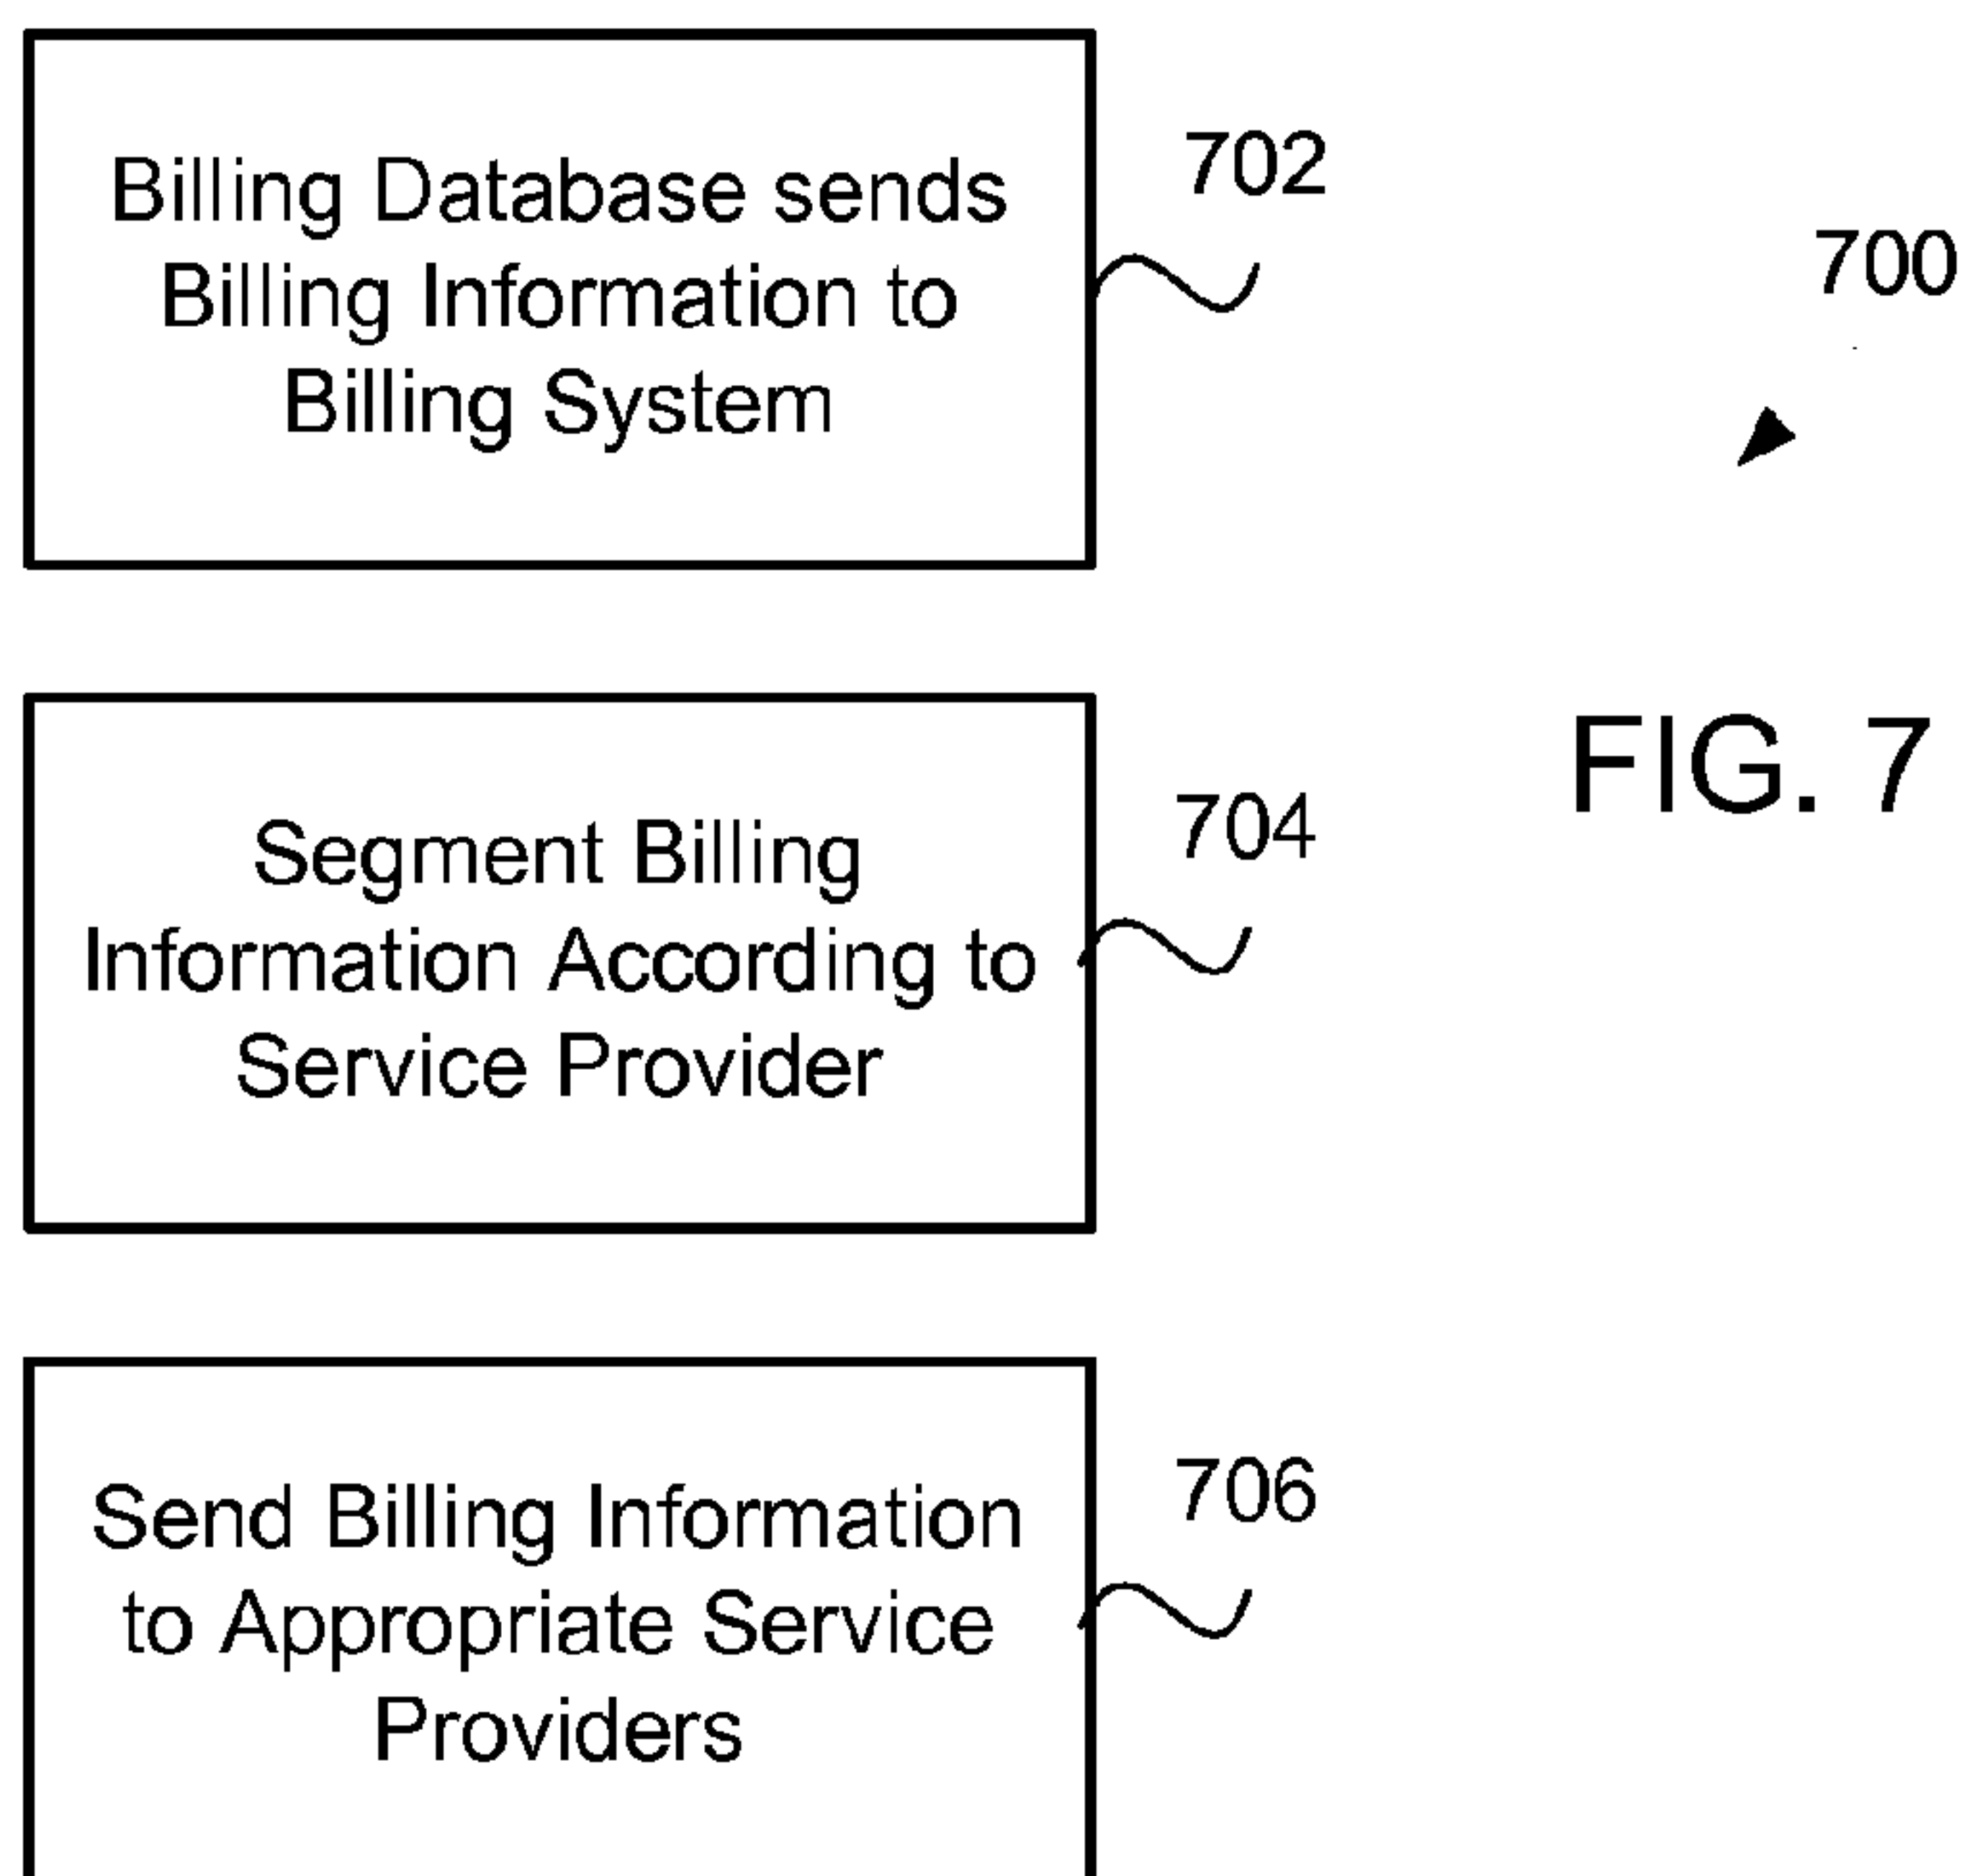 Billing Database sends
Billing Information to
Billing System
702
700
Segment Billing
Information According to
Service Provider
704
FIG. 7
Send Billing Information
to Appropriate Service
Providers
706